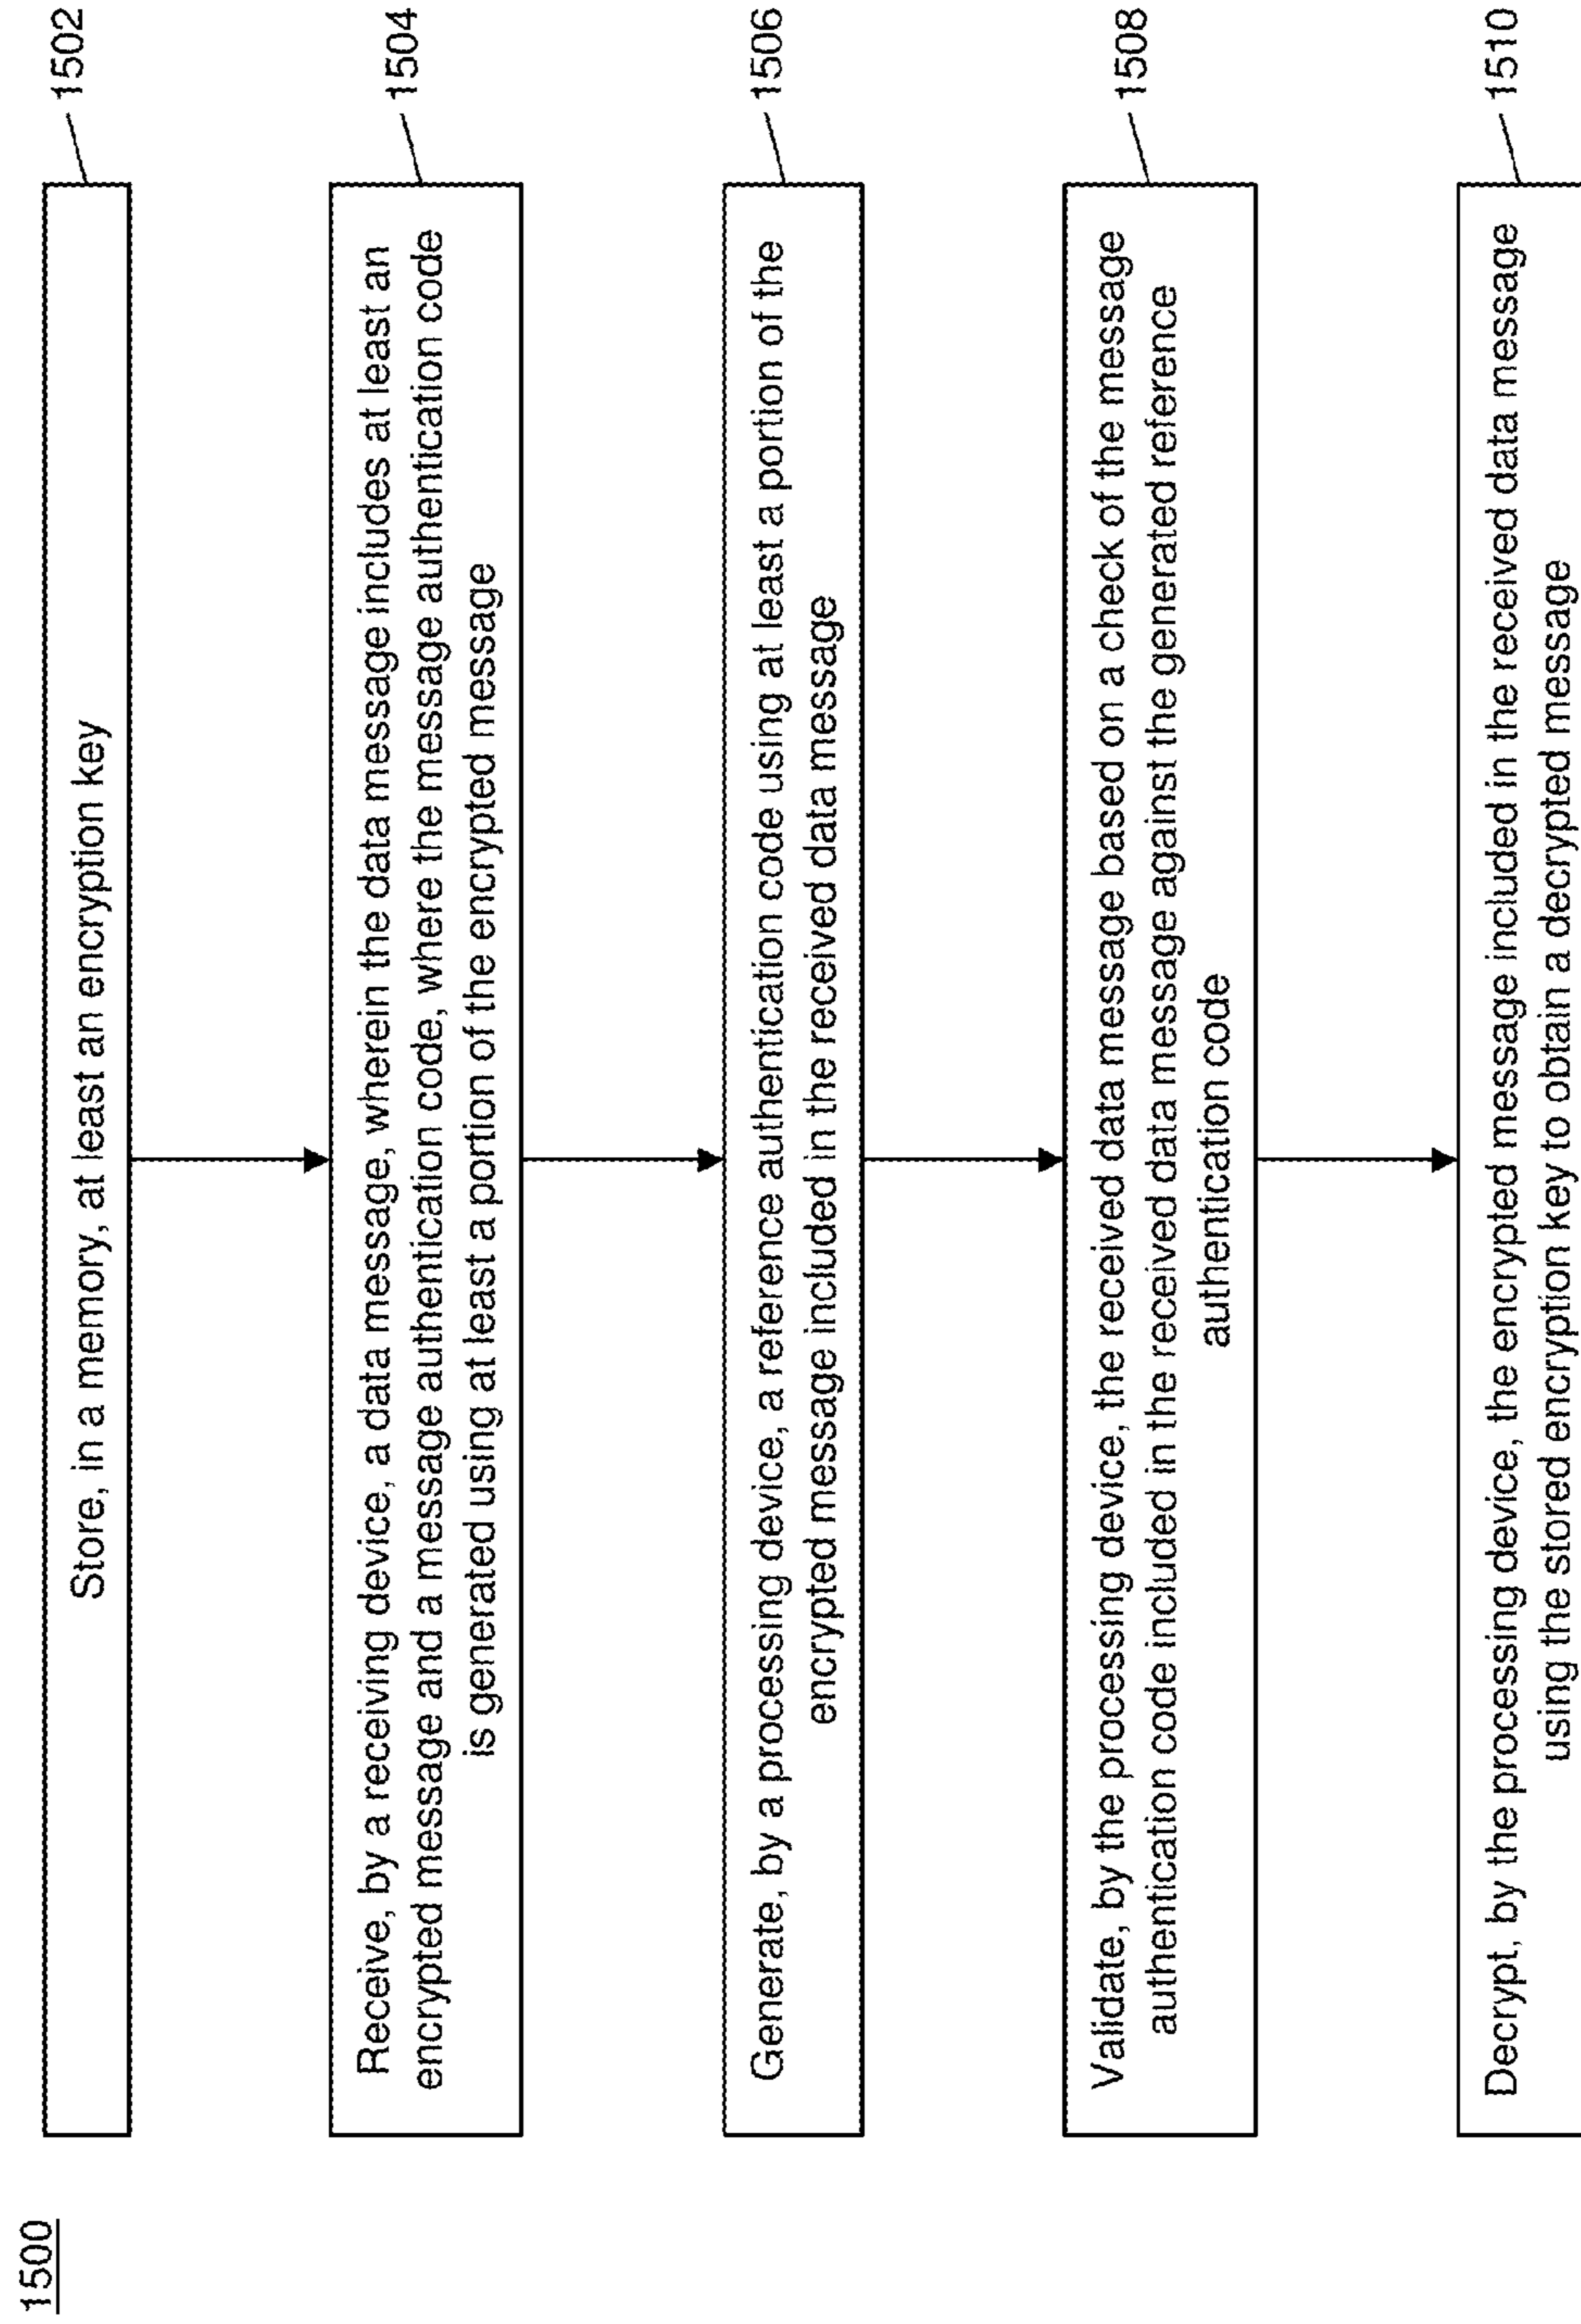 1500
Store, in a memory, at least an encryption key
1502
Receive, by a receiving device, a data message, wherein the data message includes at least an
encrypted message and a message authentication code, where the message authentication code
is generated using at least a portion of the encrypted message
1504
Generate, by a processing device, a reference authentication code using at least a portion of the
encrypted message included in the received data message
1506
Validate, by the processing device, the received data message based on a check of the message
authentication code included in the received data message against the generated reference
authentication code
1508
Decrypt, by the processing device, the encrypted message included in the received data message
using the stored encryption key to obtain a decrypted message
1510